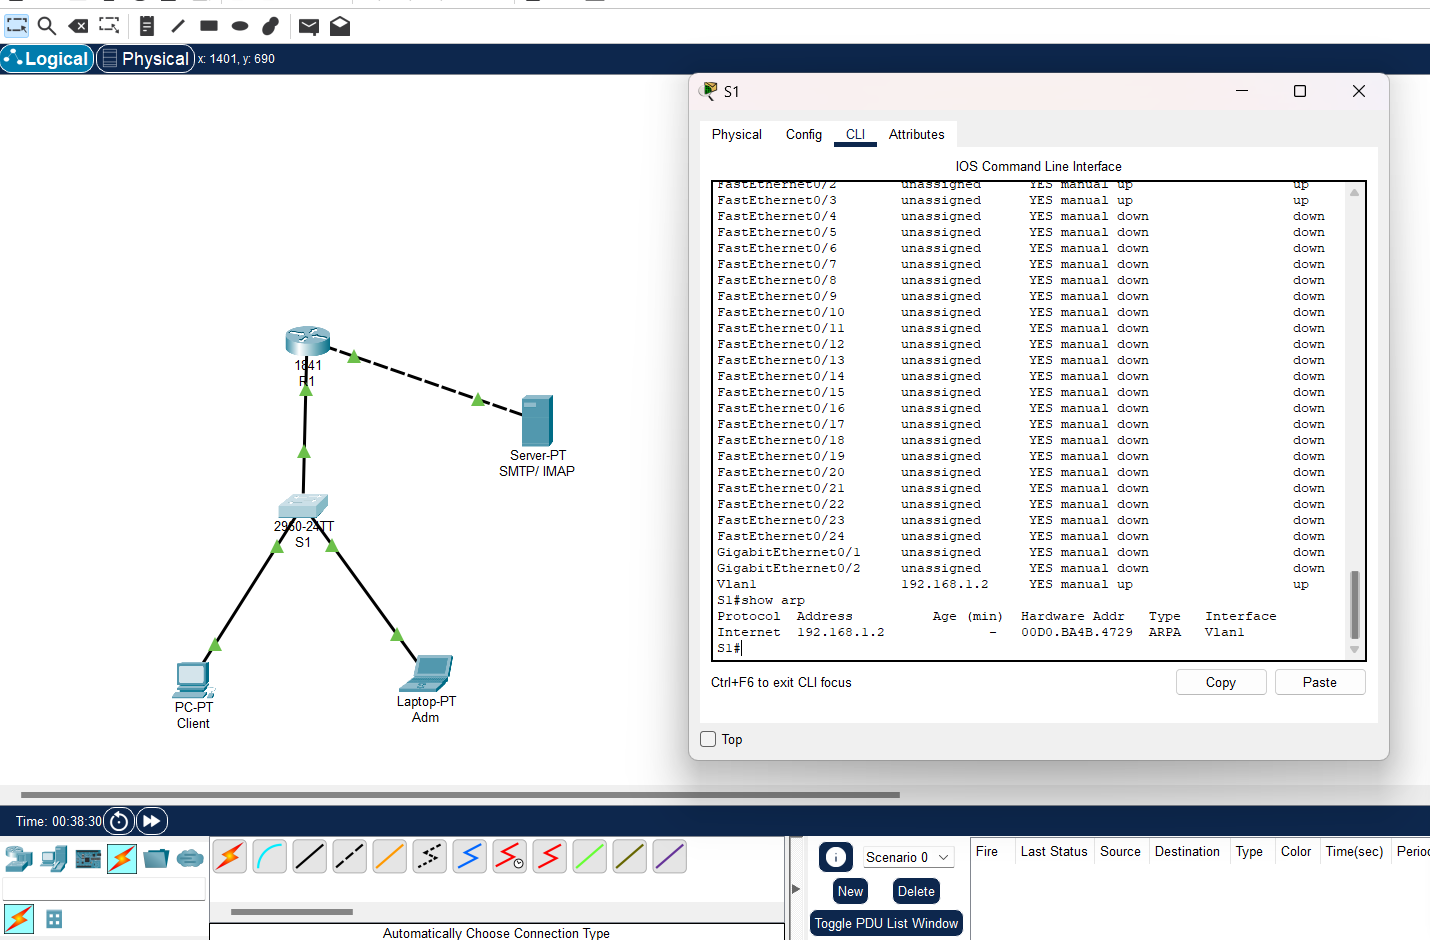 Logical
Physical
x: 1401, y: 690
S1
Physical Config CLI Attributes
IOS Command Line Interface
FastEthernet0/2 unassigned YES manual up up
FastEthernet0/3 unassigned YES manual up up
FastEthernet0/4 unassigned YES manual down down
FastEthernet0/5 unassigned YES manual down down
FastEthernet0/6 unassigned YES manual down down
FastEthernet0/7 unassigned YES manual down down
FastEthernet0/8 unassigned YES manual down down
FastEthernet0/9 unassigned YES manual down down
FastEthernet0/10 unassigned YES manual down down
FastEthernet0/11 unassigned YES manual down down
FastEthernet0/12 unassigned YES manual down down
FastEthernet0/13 unassigned YES manual down down
FastEthernet0/14 unassigned YES manual down down
FastEthernet0/15 unassigned YES manual down down
FastEthernet0/16 unassigned YES manual down down
FastEthernet0/17 unassigned YES manual down down
FastEthernet0/18 unassigned YES manual down down
FastEthernet0/19 unassigned YES manual down down
FastEthernet0/20 unassigned YES manual down down
FastEthernet0/21 unassigned YES manual down down
FastEthernet0/22 unassigned YES manual down down
FastEthernet0/23 unassigned YES manual down down
FastEthernet0/24 unassigned YES manual down down
GigabitEthernet0/1 unassigned YES manual down down
GigabitEthernet0/2 unassigned YES manual down down
Vlan1 192.168.1.2 YES manual up up
S1#show arp
Protocol Address Age (min) Hardware Addr Type Interface
Internet 192.168.1.2 - 00D0.BA4B.4729 ARPA Vlan1
S1#
Ctrl+F6 to exit CLI focus
Copy
Paste
Top
1841
R1
Server-PT
SMTP/ IMAP
2960-24TT
S1
PC-PT
Client
Laptop-PT
Adm
Time: 00:38:30
Automatically Choose Connection Type
Scenario 0
New
Delete
Toggle PDU List Window
Fire Last Status Source Destination Type Color Time(sec) Perio